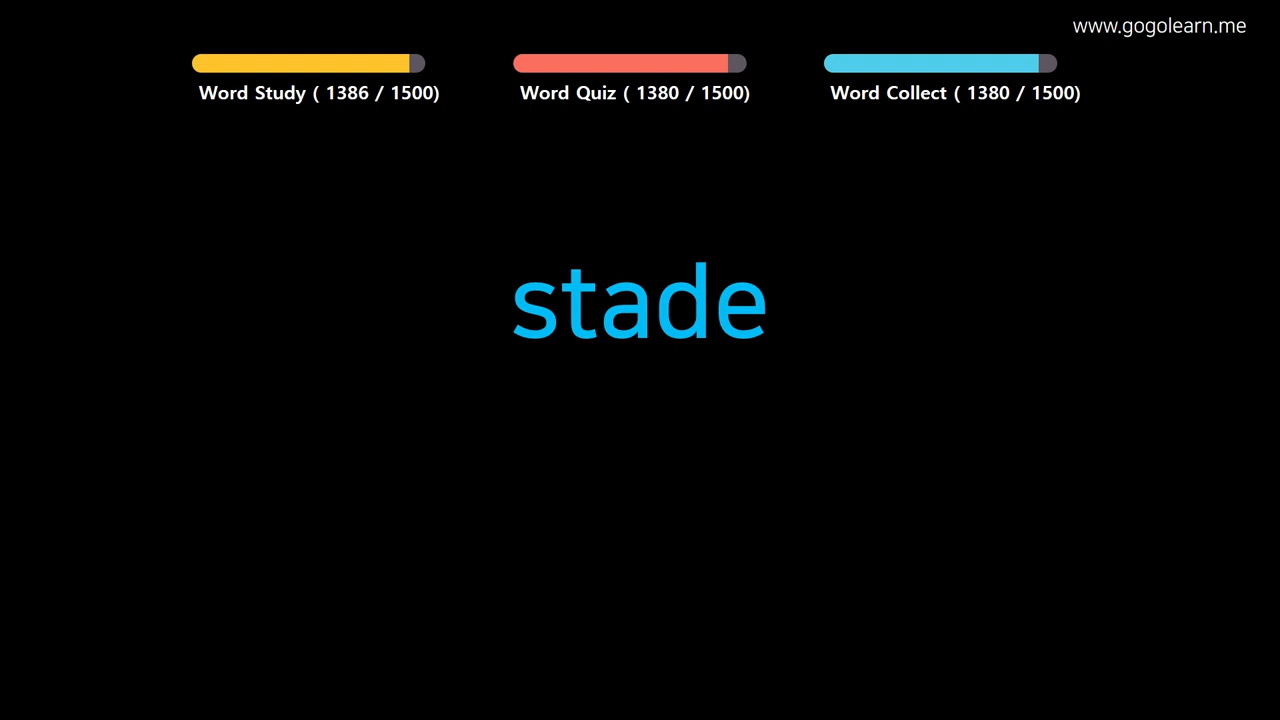 www.gogolearn.me
Word Study ( 1386 / 1500)
Word Quiz ( 1380 / 1500)
Word Collect ( 1380 / 1500)
stade